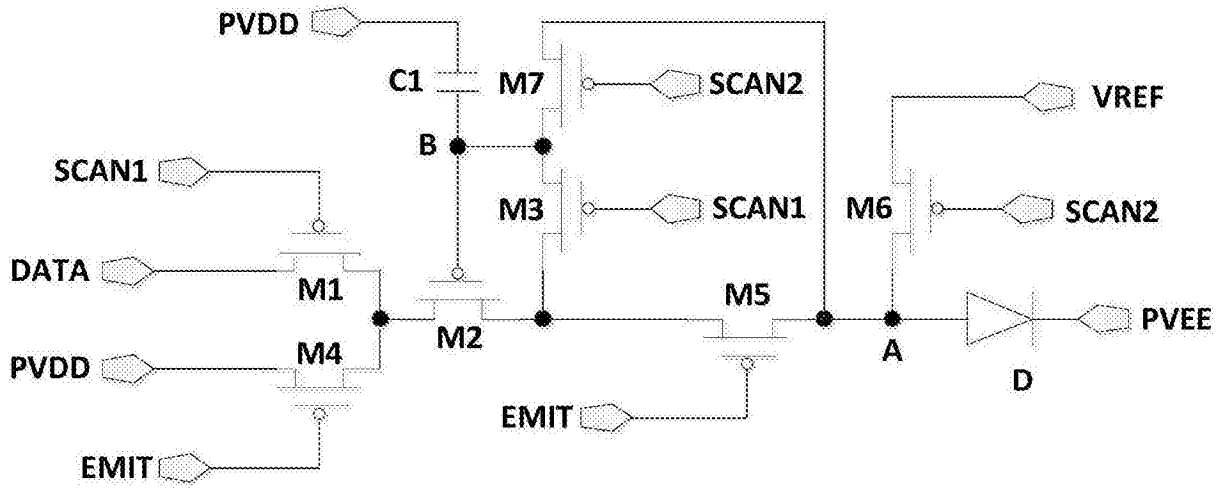 PVDD
C1
M7
SCAN2
VREF
B
SCAN1
M3
SCAN1
M6
SCAN2
DATA
M1
M2
M5
PVEE
M4
A
PVDD
D
EMIT
EMIT